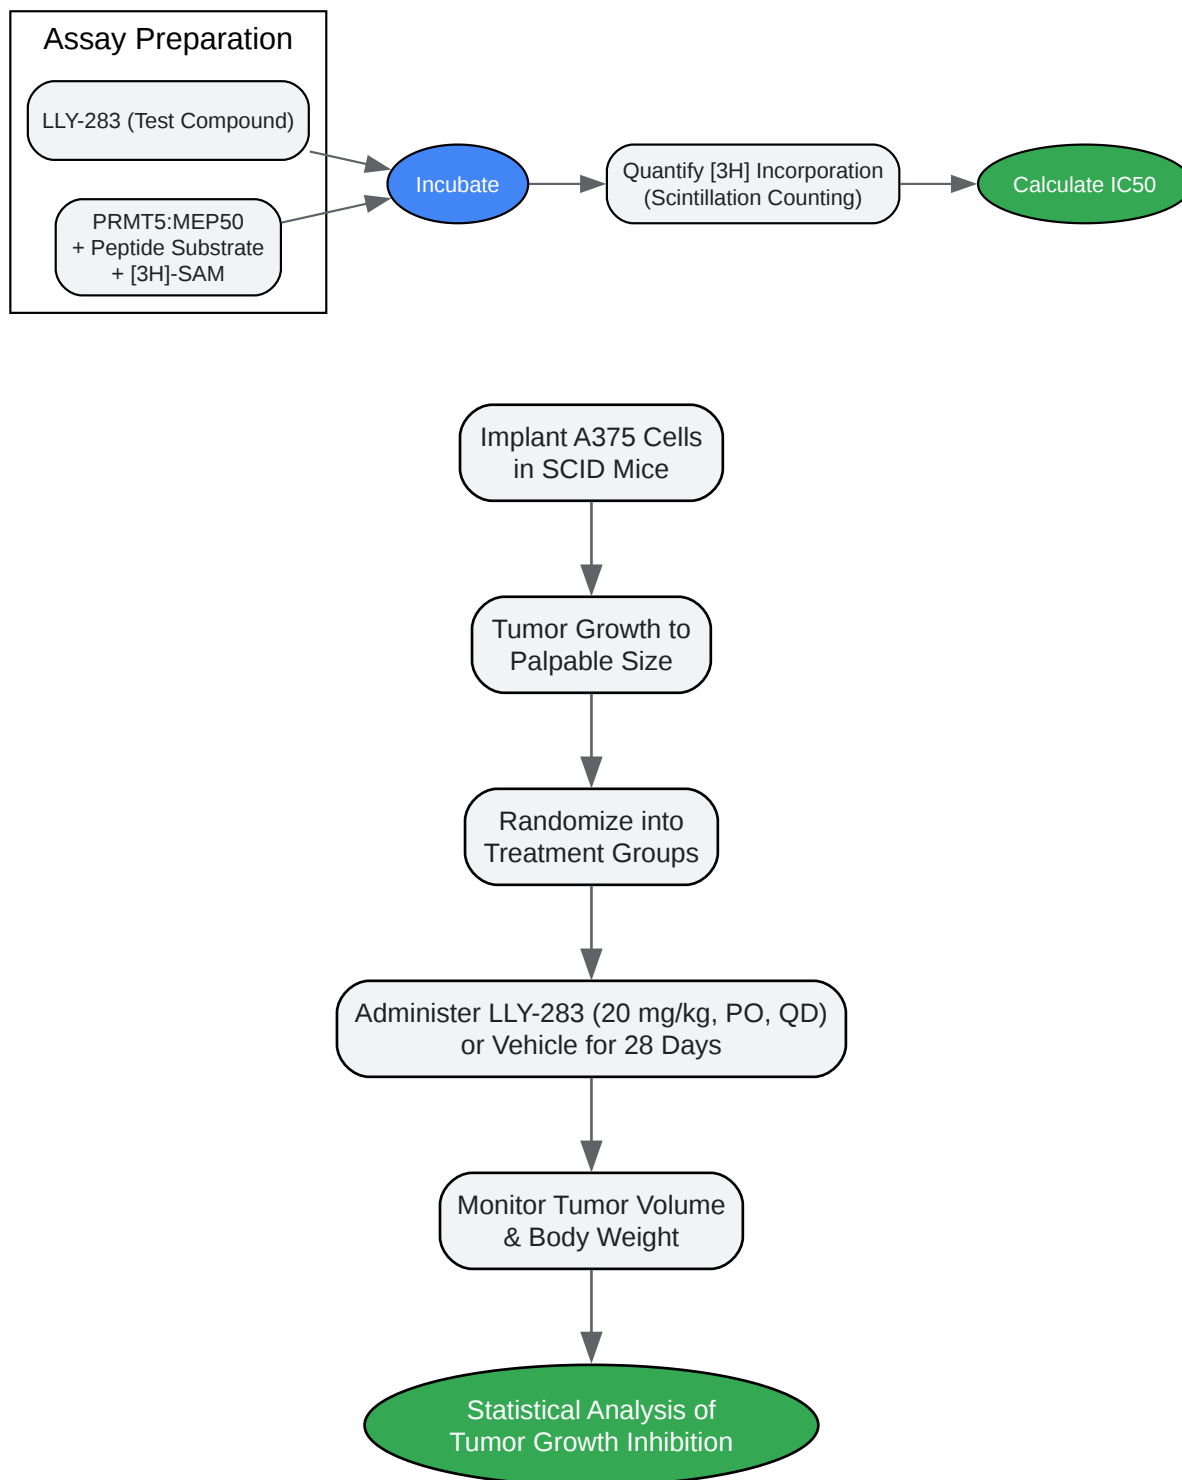 Assay Preparation
LLY-283 (Test Compound)
PRMT5:MEP50
+ Peptide Substrate
+ [3H]-SAM
Incubate
Quantify [3H] Incorporation
(Scintillation Counting)
Calculate IC50
Implant A375 Cells
in SCID Mice
Tumor Growth to
Palpable Size
Randomize into
Treatment Groups
Administer LLY-283 (20 mg/kg, PO, QD)
or Vehicle for 28 Days
Monitor Tumor Volume
& Body Weight
Statistical Analysis of
Tumor Growth Inhibition